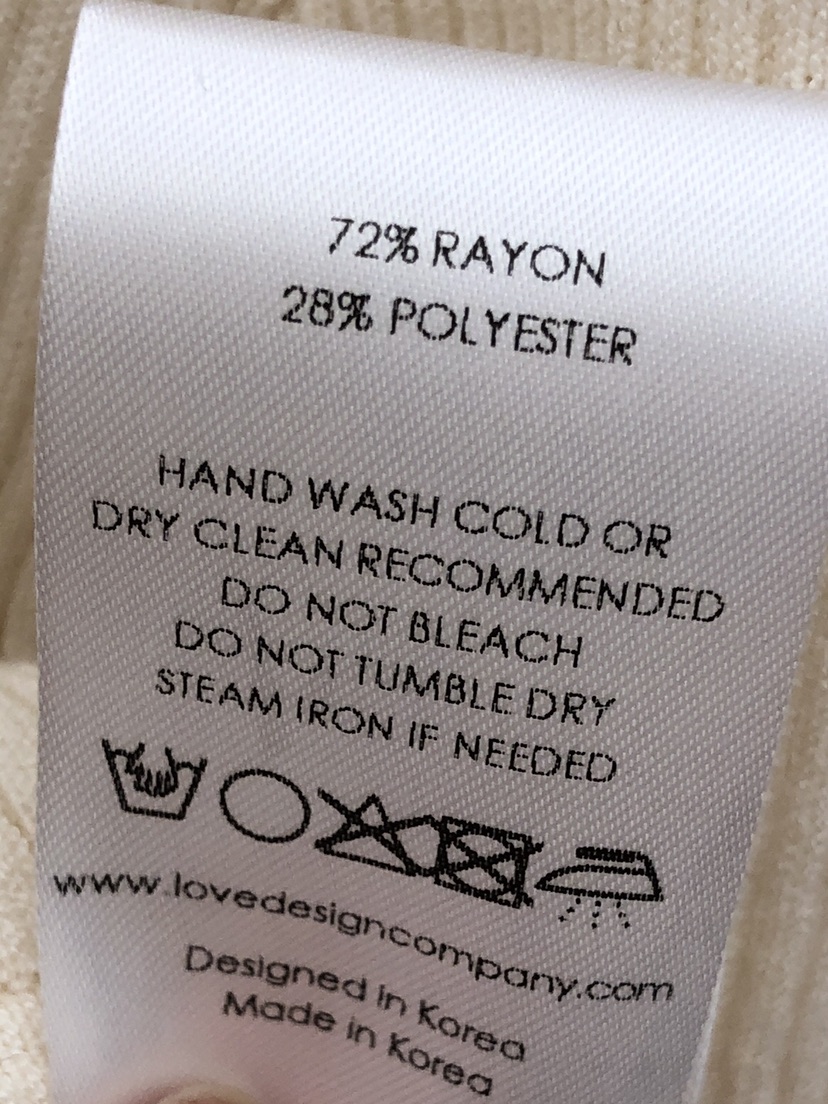 72% RAYON
28% POLYESTER
HAND WASH COLD OR
DRY CLEAN RECOMMENDED
DO NOT BLEACH
DO NOT TUMBLE DRY
STEAM IRON IF NEEDED
www.lovedesigncompany.com
Designed in Korea
Made in Korea